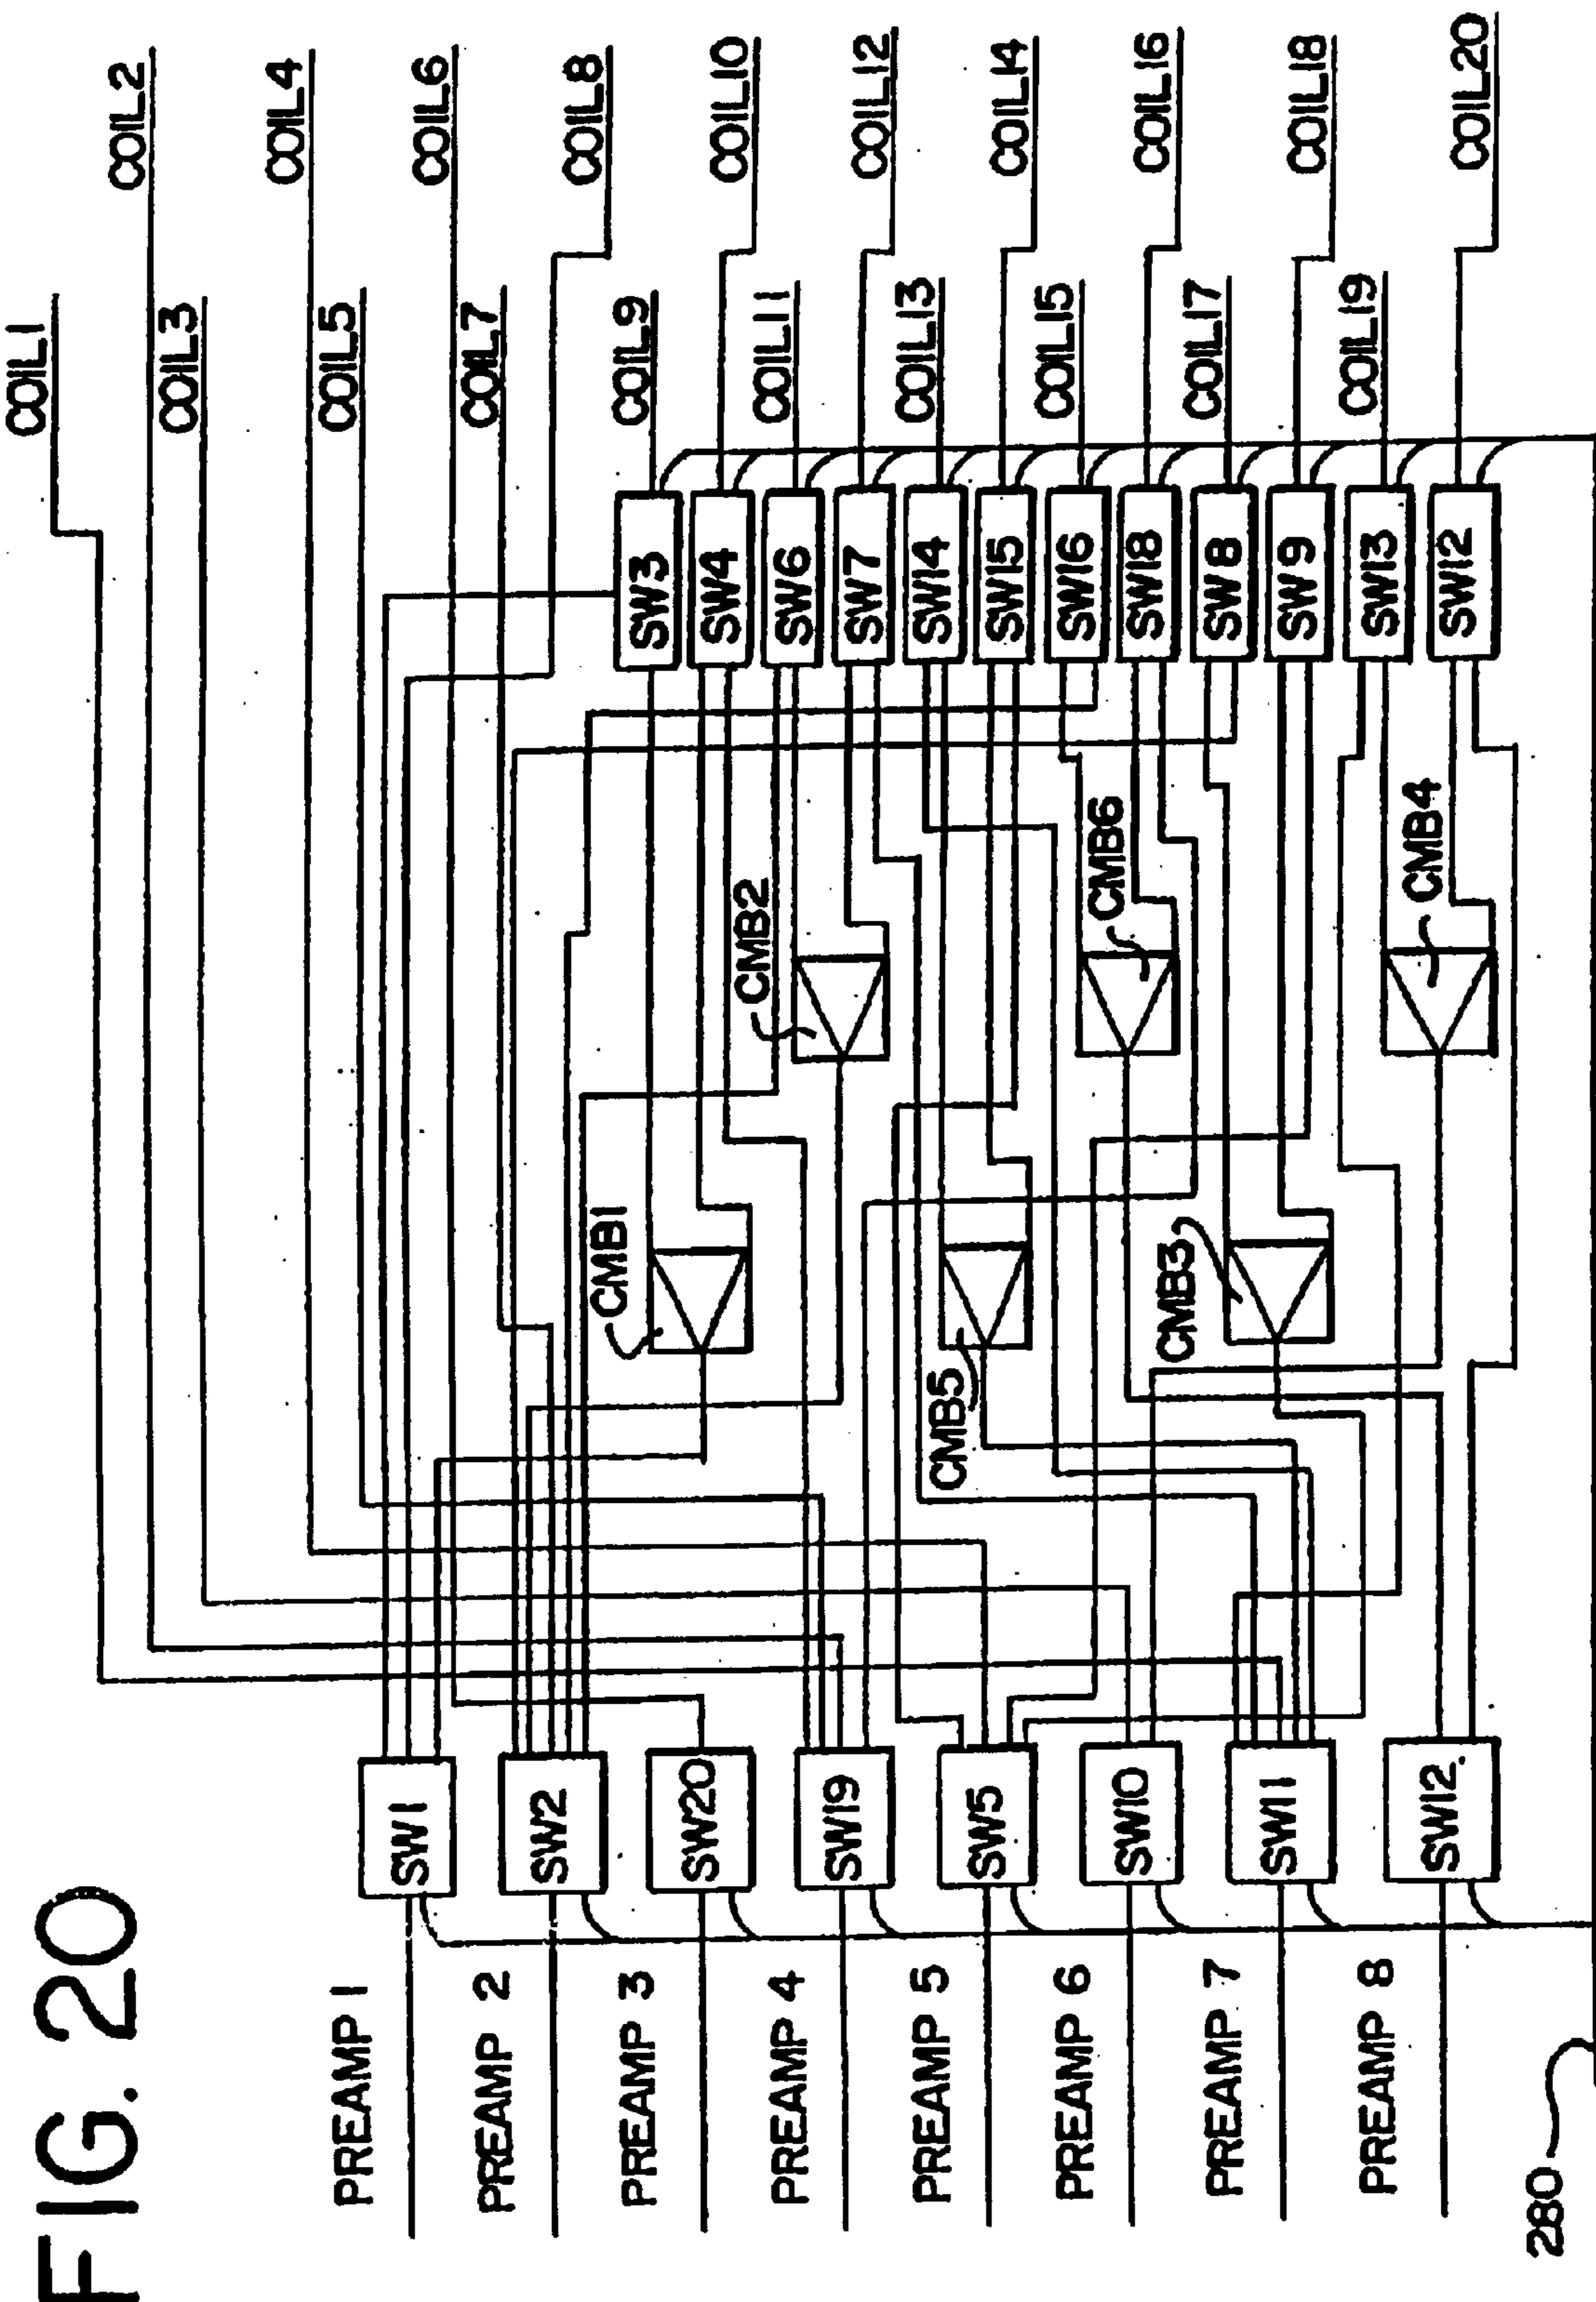 FIG. 20
PREAMP 1
PREAMP 2
PREAMP 3
PREAMP 4
PREAMP 5
PREAMP 6
PREAMP 7
PREAMP 8
280
SW1
SW2
SW20
SW19
SW5
SW10
SW11
SW12
CMB1
CMB2
CMB5
CMB6
CMB3
CMB4
SW3
SW4
SW6
SW7
SW14
SW15
SW16
SW18
SW8
SW9
SW13
SW12
COIL1
COIL2
COIL3
COIL4
COIL5
COIL6
COIL7
COIL8
COIL9
COIL10
COIL11
COIL12
COIL13
COIL14
COIL15
COIL16
COIL17
COIL18
COIL19
COIL20